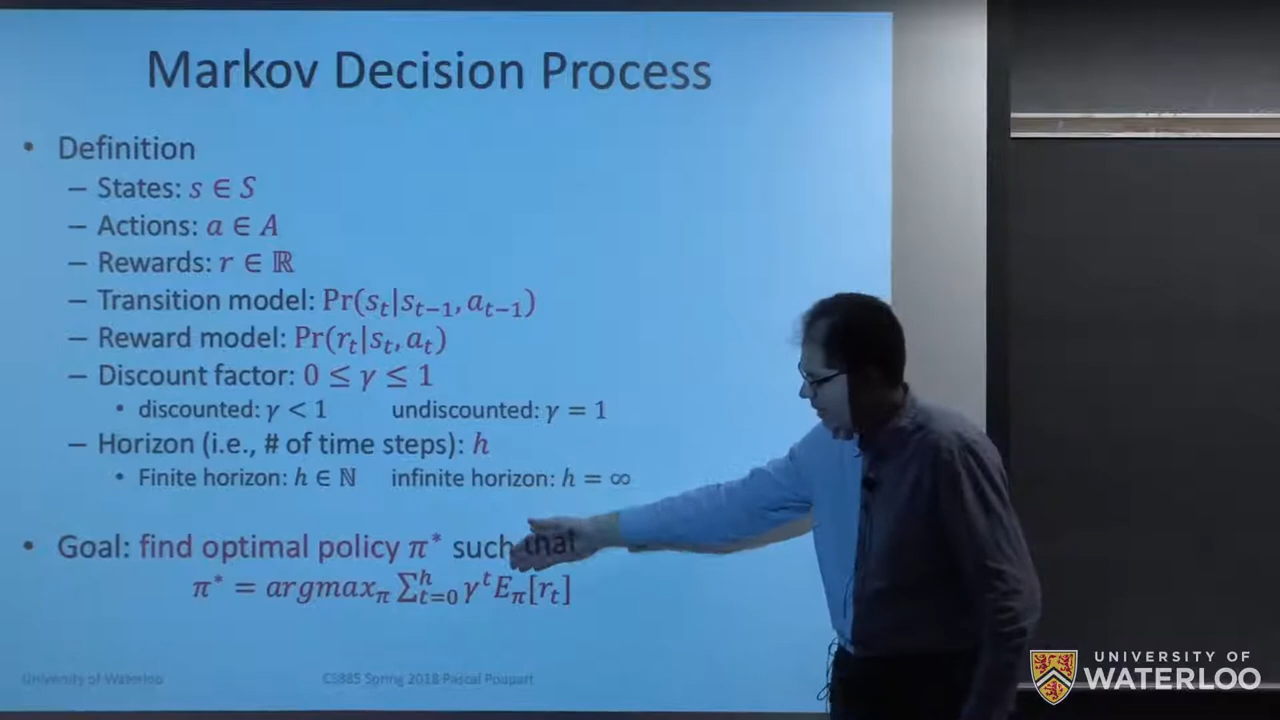 Markov Decision Process
• Definition
– States: s ∈ S
– Actions: a ∈ A
– Rewards: r ∈ ℝ
– Transition model: Pr(s_t|s_{t−1}, a_{t−1})
– Reward model: Pr(r_t|s_t, a_t)
– Discount factor: 0 ≤ γ ≤ 1
• discounted: γ < 1 undiscounted: γ = 1
– Horizon (i.e., # of time steps): h
• Finite horizon: h ∈ ℕ infinite horizon: h = ∞
• Goal: find optimal policy π* such that
π* = argmax_π ∑_{t=0}^{h} γ^t E_π[r_t]
University of Waterloo CS885 Spring 2018 Pascal Poupart
UNIVERSITY OF
WATERLOO